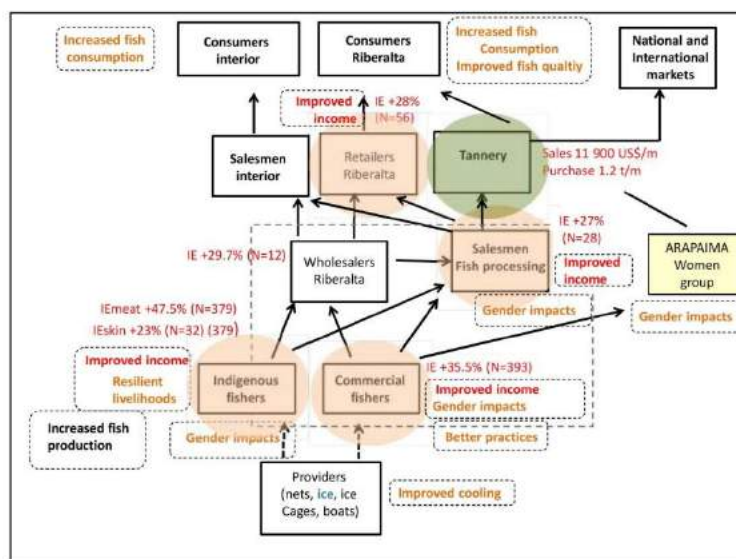 Increased fish
consumption
Consumers
interior
Consumers
Riberalta
Increased fish
Consumption
Improved fish qualtiy
National and
International
markets
Improved
income
IE +28%
(N=56)
Salesmen
interior
Retailers
Riberalta
Tannery
Sales 11 900 US$/m
Purchase 1.2 t/m
IE +27%
(N=28)
IE +29.7% (N=12)
Wholesalers
Riberalta
Salesmen
Fish processing
Improved
income
ARAPAIMA
Women
group
IEmeat +47.5% (N=379)
IEskin +23% (N=32) (379)
Gender impacts
Gender impacts
Improved income
Resilient
livelihoods
Indigenous
fishers
Commercial
fishers
IE +35.5% (N=393)
Improved income
Gender impacts
Increased fish
production
Gender impacts
Better practices
Providers
(nets, ice, ice
Cages, boats)
Improved cooling